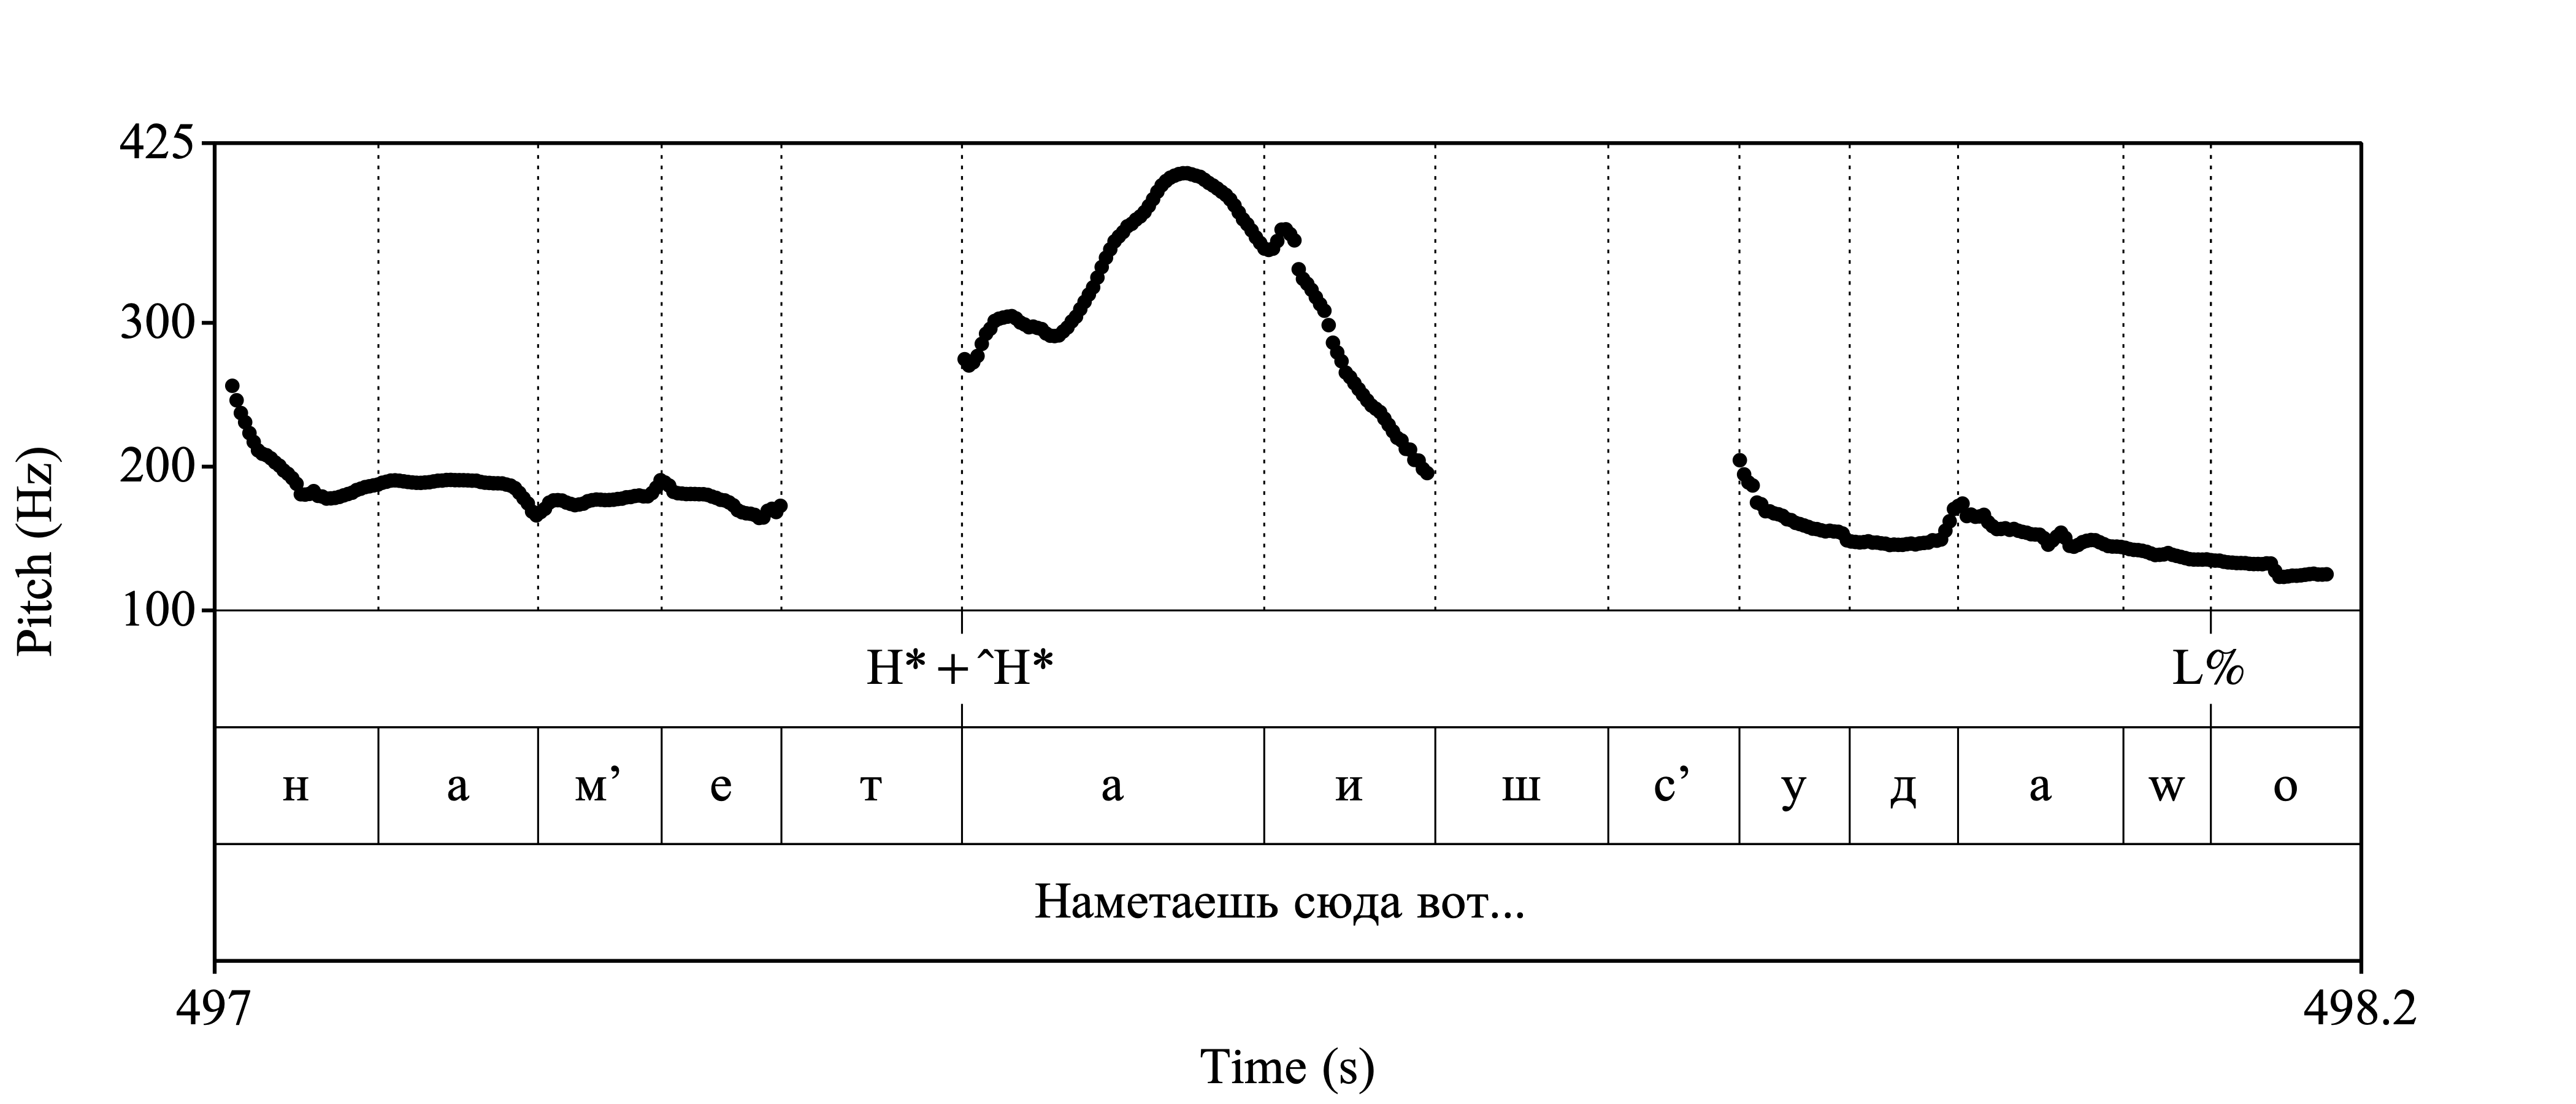 425
300
200
100
Pitch (Hz)
H* + ^H* L%
н а м’ е т а и ш с’ у д а w о
Наметаешь сюда вот...
497 498.2
Time (s)